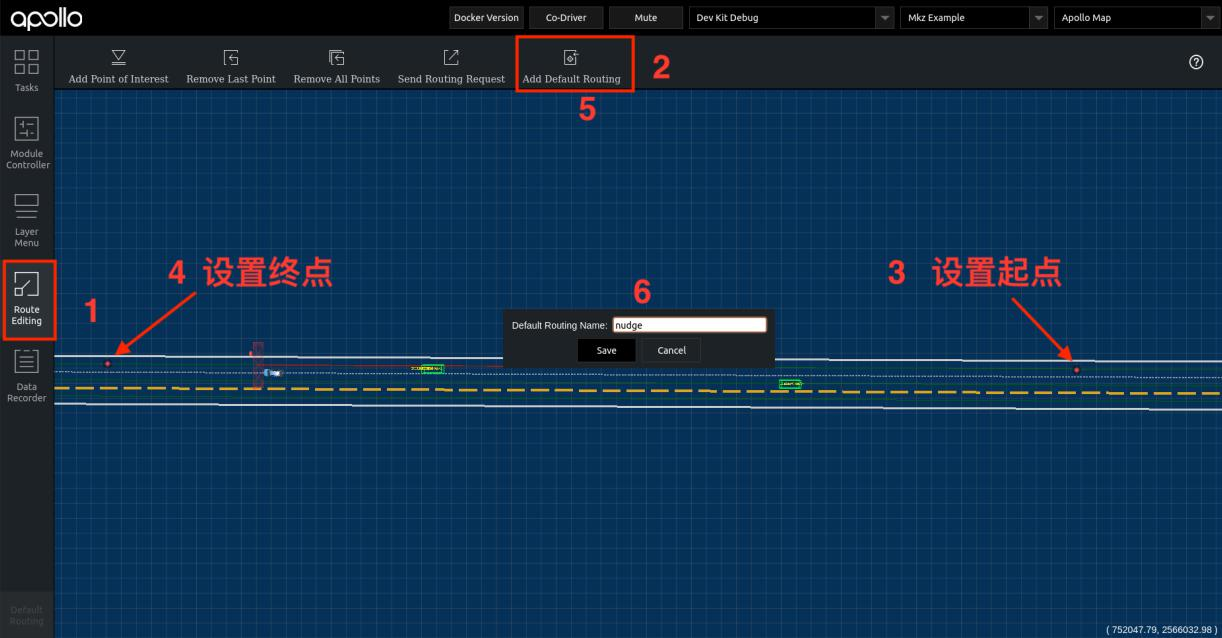 apollo
Docker Version
Co-Driver
Mute
Dev Kit Debug
Mkz Example
Apollo Map
Tasks
Add Point of Interest
Remove Last Point
Remove All Points
Send Routing Request
Add Default Routing
2
5
Module
Controller
Layer
Menu
4 设置终点
3 设置起点
Route
Editing
1
6
Default Routing Name:
nudge
Save
Cancel
Data
Recorder
Default
Routing
( 752047.79, 2566032.98 )